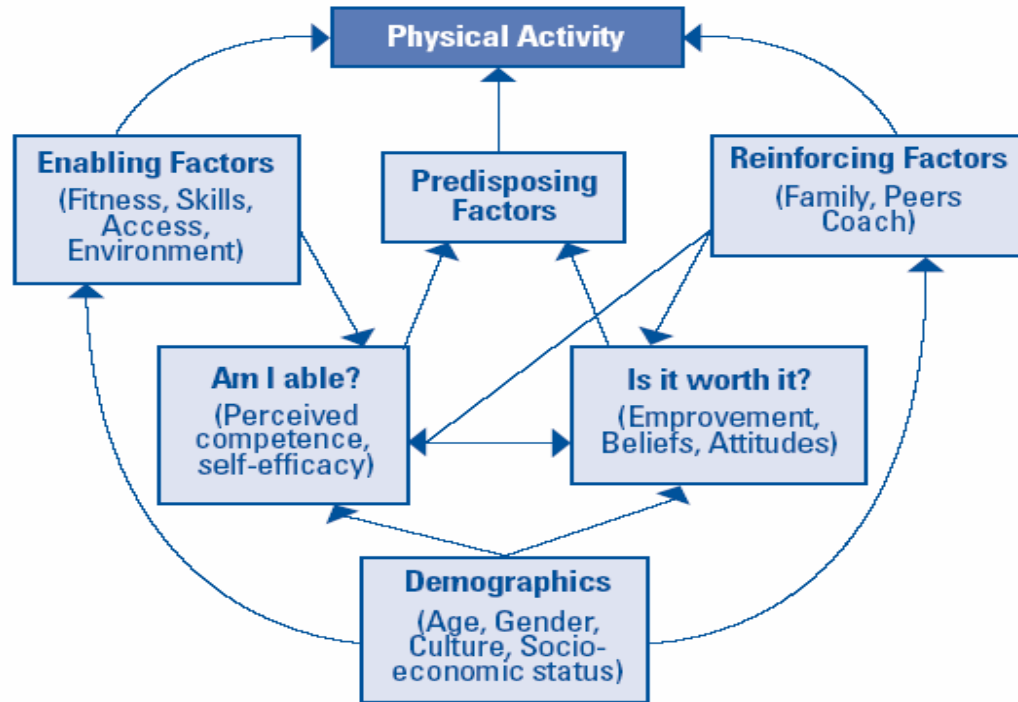 Physical Activity
Enabling Factors
(Fitness, Skills,
Access,
Environment)
Predisposing
Factors
Reinforcing Factors
(Family, Peers
Coach)
Am I able?
(Perceived
competence,
self-efficacy)
Is it worth it?
(Emprovement,
Beliefs, Attitudes)
Demographics
(Age, Gender,
Culture, Socio-
economic status)